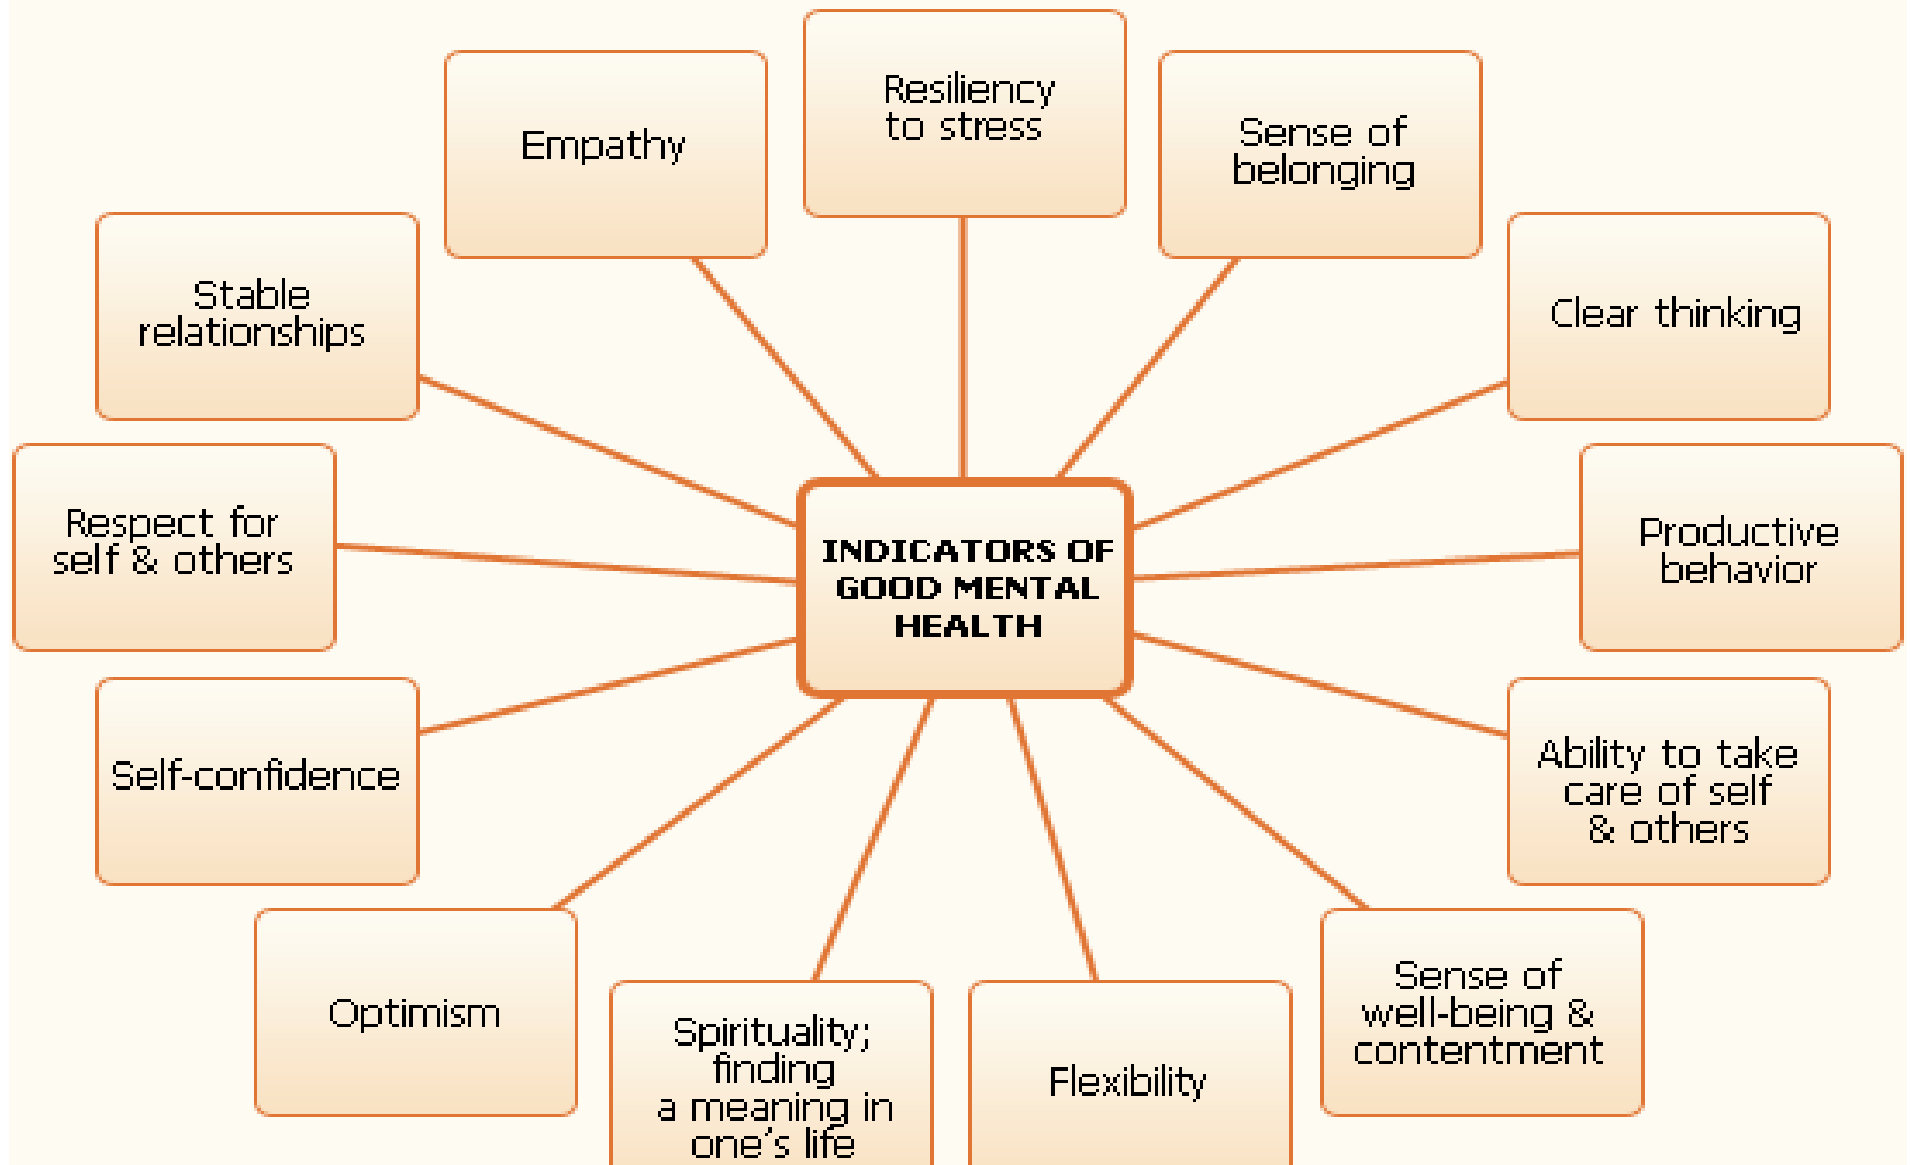 Resiliency
to stress
Empathy
Sense of
belonging
Stable
relationships
Clear thinking
Respect for
self & others
INDICATORS OF
GOOD MENTAL
HEALTH
Productive
behavior
Self-confidence
Ability to take
care of self
& others
Optimism
Spirituality;
finding
a meaning in
one's life
Flexibility
Sense of
well-being &
contentment